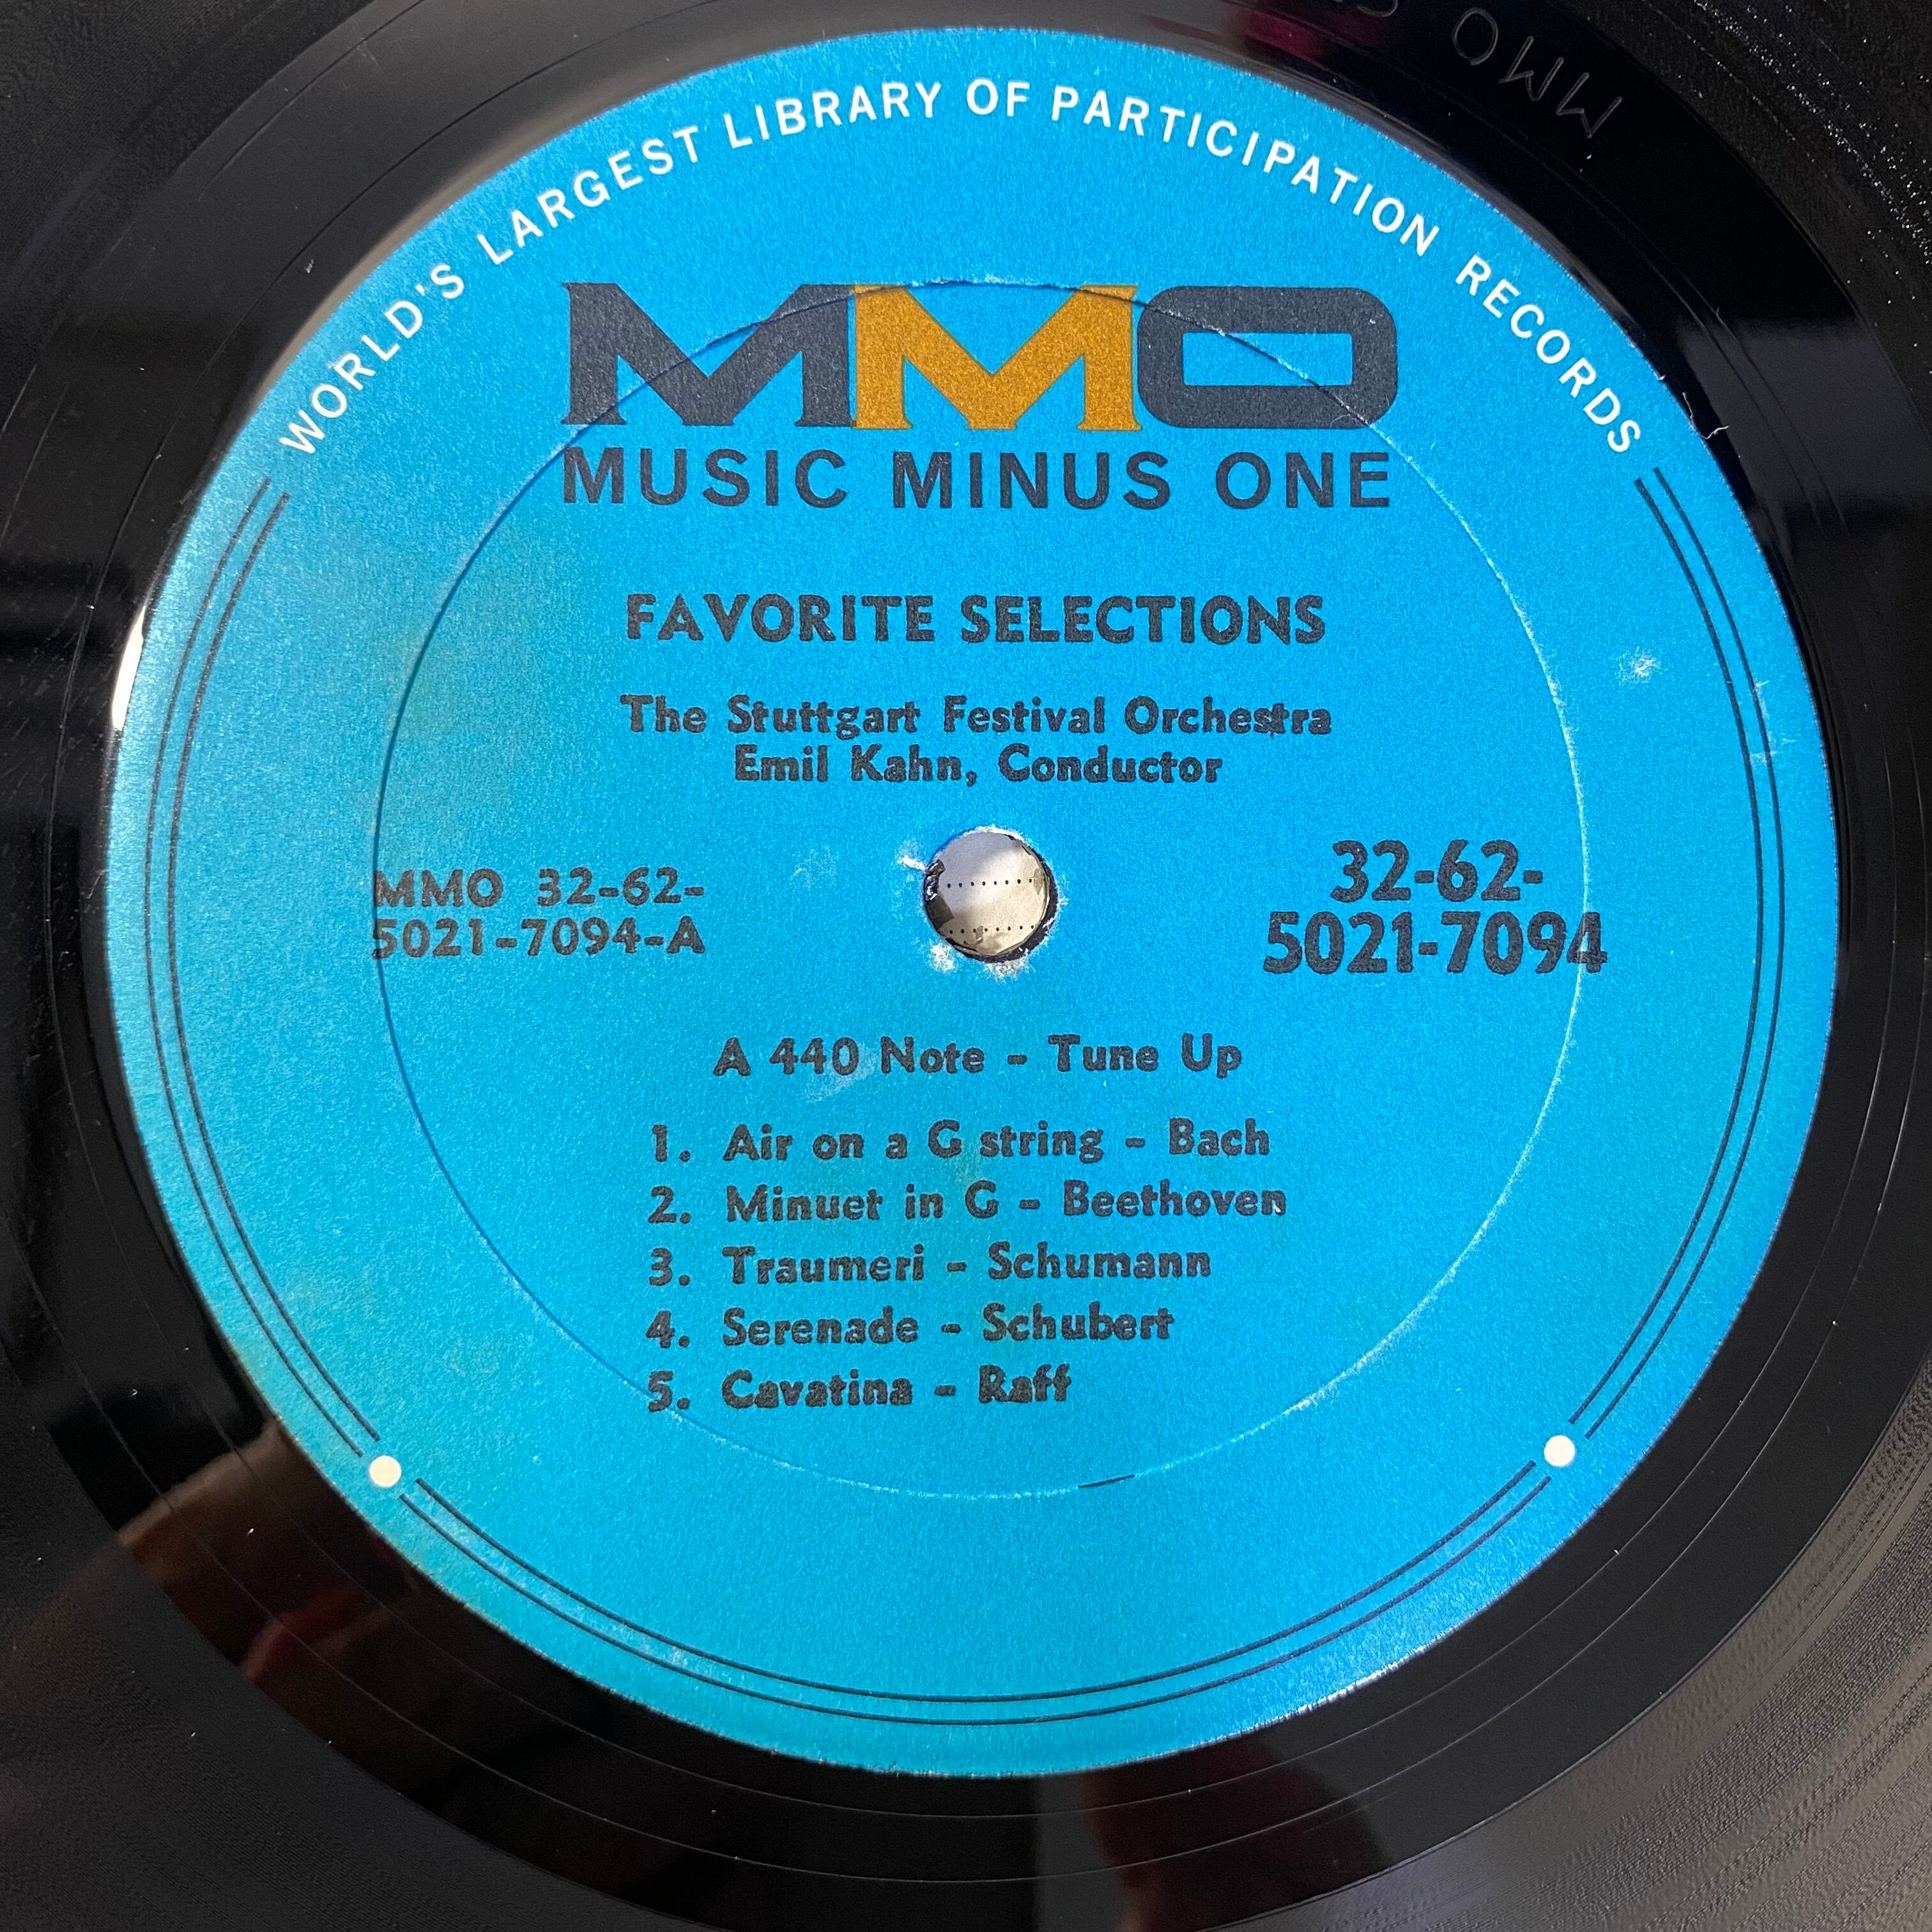 MMO
WORLD'S LARGEST LIBRARY OF PARTICIPATION RECORDS
MMO
MUSIC MINUS ONE
FAVORITE SELECTIONS
The Stuttgart Festival Orchestra
Emil Kahn, Conductor
MMO 32-62-
5021-7094-A
32-62-
5021-7094
A 440 Note - Tune Up
1. Air on a G string - Bach
2. Minuet in G - Beethoven
3. Traumeri - Schumann
4. Serenade - Schubert
5. Cavatina - Raff